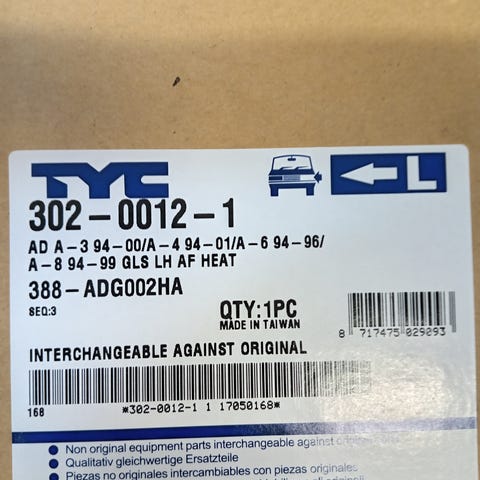 TYC
L
302-0012-1
AD A-3 94-00/A-4 94-01/A-6 94-96/
A-8 94-99 GLS LH AF HEAT
388-ADG002HA
SEQ:3
QTY:1PC
MADE IN TAIWAN
8 717475 029093
INTERCHANGEABLE AGAINST ORIGINAL
168
*302-0012-1 1 17050168*
Non original equipment parts interchangeable against
Qualitativ gleichwertige Ersatzteile
Piezas no originales intercambiables con piezas originales